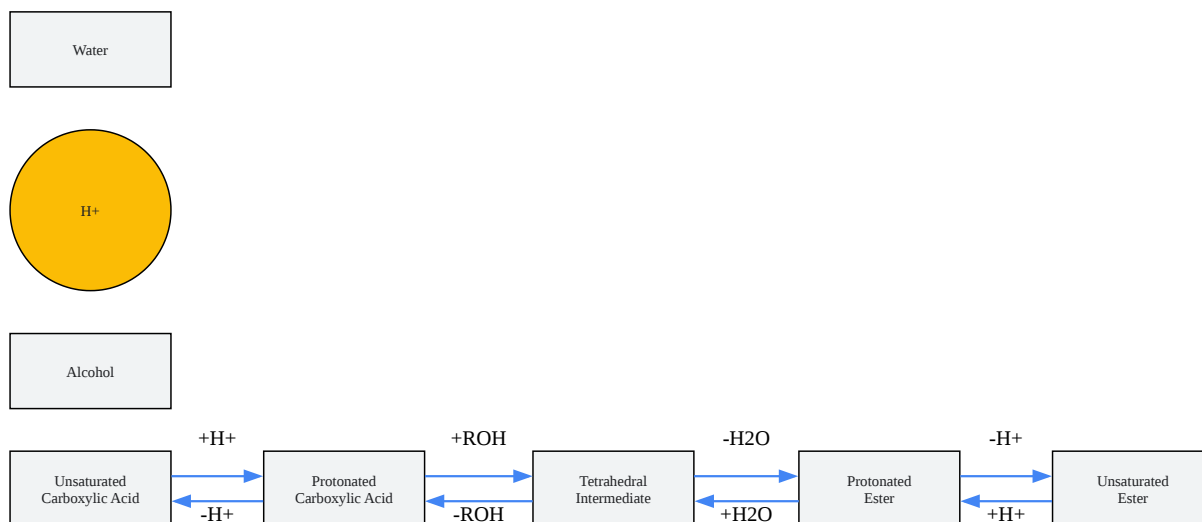 Water
H+
Alcohol
+H+
+ROH
-H2O
-H+
Unsaturated
Carboxylic Acid
Protonated
Carboxylic Acid
Tetrahedral
Intermediate
Protonated
Ester
Unsaturated
Ester
-H+
-ROH
+H2O
+H+